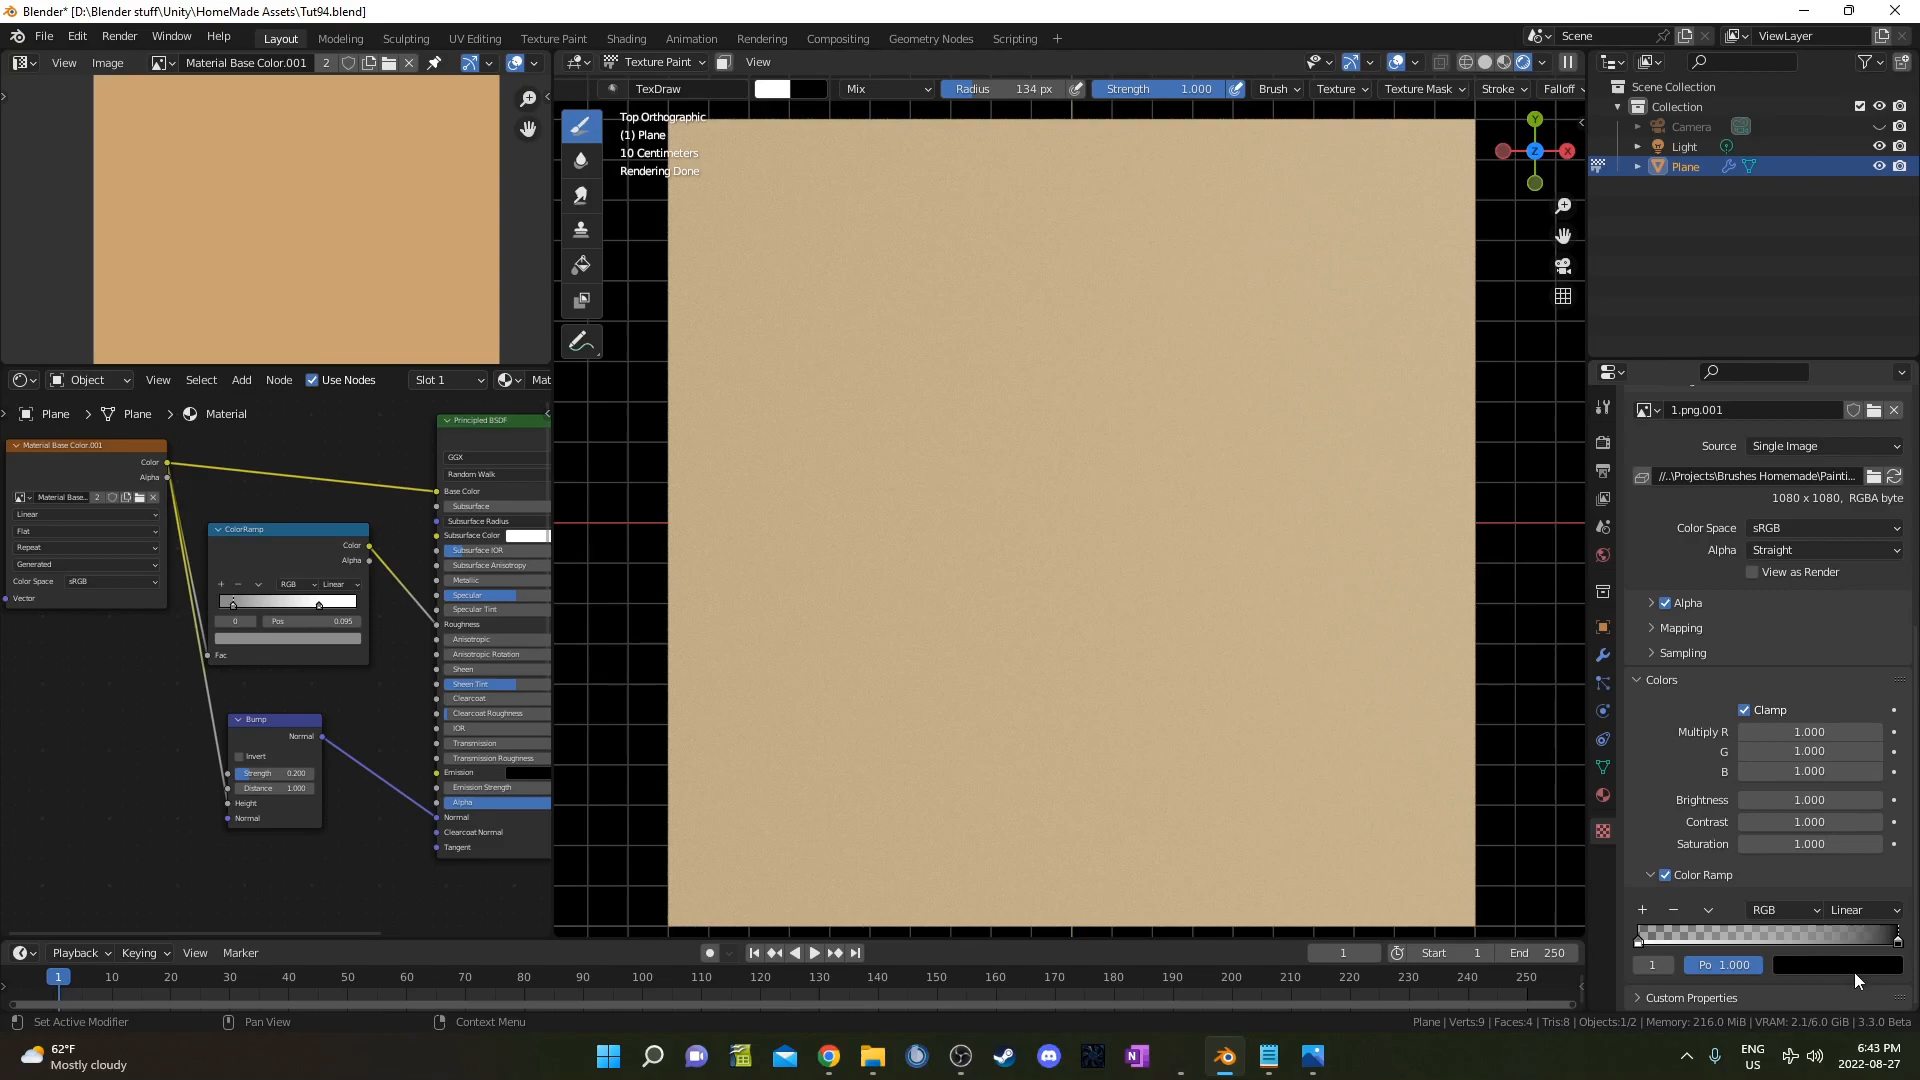 Blender* [D:\Blender stuff\Unity\HomeMade Assets\Tut94.blend]
File Edit Render Window Help Layout Modeling Sculpting UV Editing Texture Paint Shading Animation Rendering Compositing Geometry Nodes Scripting + Scene ViewLayer
View Image Material Base Color.001 2 Texture Paint View
TexDraw Mix Radius 134 px Strength 1.000 Brush Texture Texture Mask Stroke Falloff
Top Orthographic
(1) Plane
10 Centimeters
Rendering Done
Y
X
Z
Scene Collection
Collection
Camera
Light
Plane
Object View Select Add Node Use Nodes Slot 1 Mat
Plane > Plane > Material
Material Base Color.001
Color
Alpha
Material Base... 2
Linear
Flat
Repeat
Generated
Color Space sRGB
Vector
ColorRamp
Color
Alpha
RGB Linear
0 Pos 0.095
Fac
Bump
Normal
Invert
Strength 0.200
Distance 1.000
Height
Normal
Principled BSDF
GGX
Random Walk
Base Color
Subsurface
Subsurface Radius
Subsurface Color
Subsurface IOR
Subsurface Anisotropy
Metallic
Specular
Specular Tint
Roughness
Anisotropic
Anisotropic Rotation
Sheen
Sheen Tint
Clearcoat
Clearcoat Roughness
IOR
Transmission
Transmission Roughness
Emission
Emission Strength
Alpha
Normal
Clearcoat Normal
Tangent
1.png.001
Source Single Image
//..\Projects\Brushes Homemade\Painti...
1080 x 1080, RGBA byte
Color Space sRGB
Alpha Straight
View as Render
Alpha
Mapping
Sampling
Colors
Clamp
Multiply R 1.000
G 1.000
B 1.000
Brightness 1.000
Contrast 1.000
Saturation 1.000
Color Ramp
RGB Linear
1 Po 1.000
Custom Properties
Playback Keying View Marker 1 Start 1 End 250
1 10 20 30 40 50 60 70 80 90 100 110 120 130 140 150 160 170 180 190 200 210 220 230 240 250
Set Active Modifier Pan View Context Menu Plane | Verts:9 | Faces:4 | Tris:8 | Objects:1/2 | Memory: 216.0 MiB | VRAM: 2.1/6.0 GiB | 3.3.0 Beta
62°F
Mostly cloudy
ENG
US
6:43 PM
2022-08-27